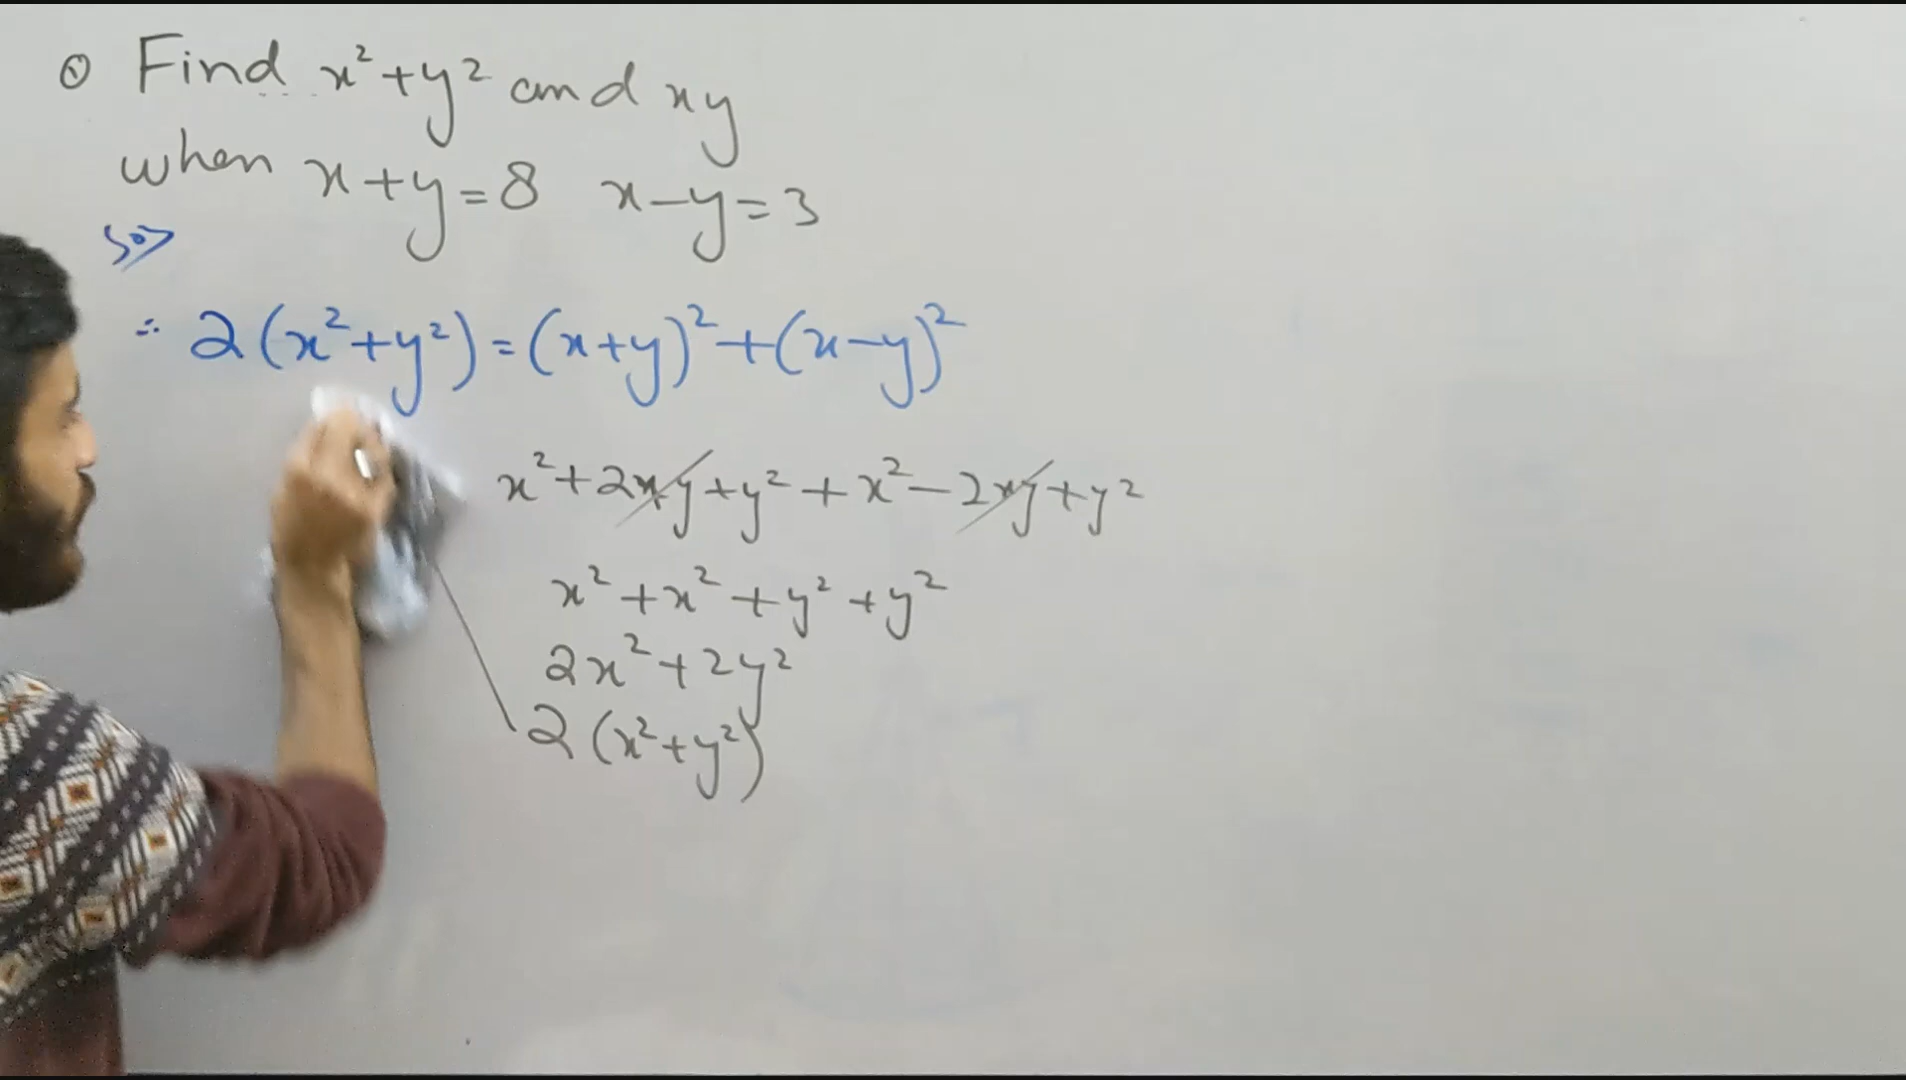 Find x²+y² and xy
when x+y=8 x-y=3
Sol
∴ 2(x²+y²)=(x+y)²+(x-y)²
x²+2xy+y²+x²-2xy+y²
x²+x²+y²+y²
2x²+2y²
2(x²+y²)